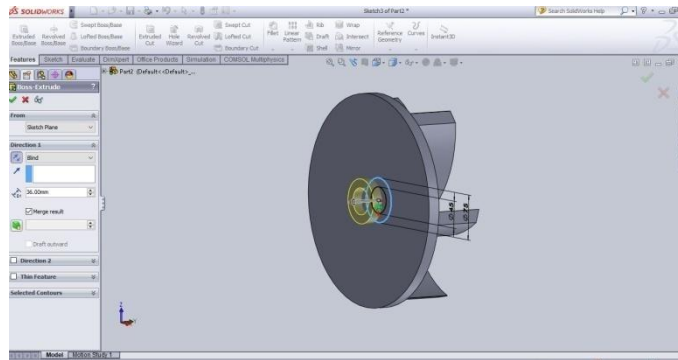 SOLIDWORKS
Sketch3 of Part2 *
Search SolidWorks Help
Extruded Boss/Base
Revolved Boss/Base
Swept Boss/Base
Lofted Boss/Base
Boundary Boss/Base
Extruded Cut
Hole Wizard
Revolved Cut
Swept Cut
Lofted Cut
Boundary Cut
Fillet
Linear Pattern
Rib
Draft
Shell
Wrap
Intersect
Mirror
Reference Geometry
Curves
Instant3D
Features Sketch Evaluate DimXpert Office Products Simulation COMSOL Multiphysics
Part2 (Default<<Default>_...
Boss-Extrude ?
From
Sketch Plane
Direction 1
Blind
36.00mm
Merge result
Draft outward
Direction 2
Thin Feature
Selected Contours
Model Motion Study 1